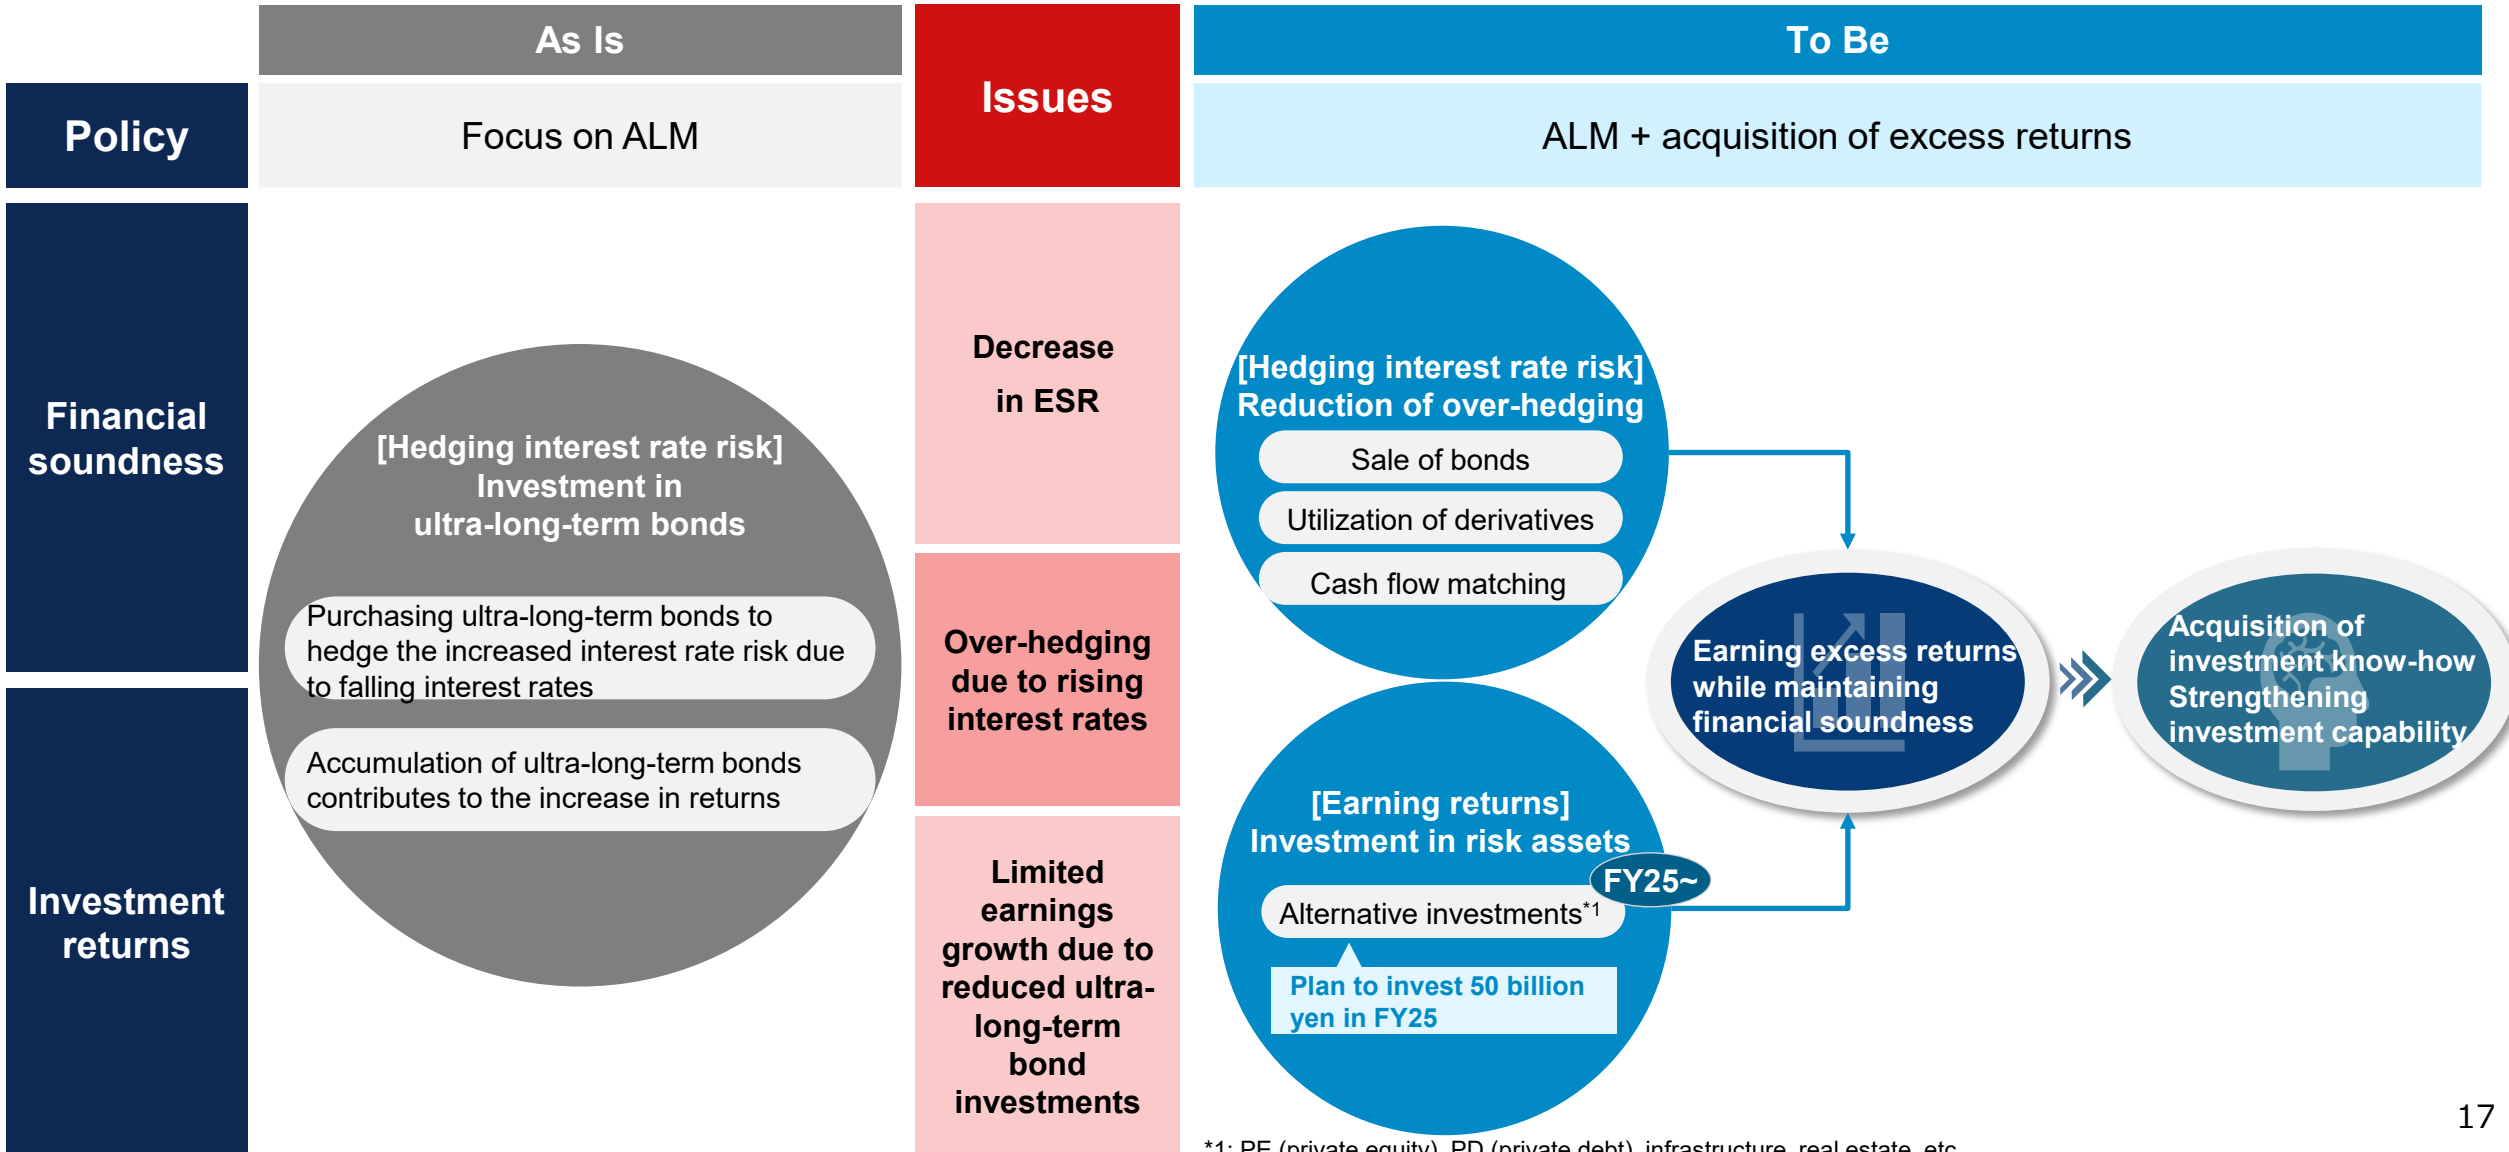 As Is
Issues
To Be
Policy
Focus on ALM
ALM + acquisition of excess returns
Financial
soundness
Investment
returns
[Hedging interest rate risk]
Investment in
ultra-long-term bonds
Purchasing ultra-long-term bonds to
hedge the increased interest rate risk due
to falling interest rates
Accumulation of ultra-long-term bonds
contributes to the increase in returns
Decrease
in ESR
Over-hedging
due to rising
interest rates
Limited
earnings
growth due to
reduced ultra-
long-term
bond
investments
[Hedging interest rate risk]
Reduction of over-hedging
Sale of bonds
Utilization of derivatives
Cash flow matching
[Earning returns]
Investment in risk assets
FY25~
Alternative investments*1
Plan to invest 50 billion
yen in FY25
Earning excess returns
while maintaining
financial soundness
Acquisition of
investment know-how
Strengthening
investment capability
*1: PE (private equity), PD (private debt), infrastructure, real estate, etc.
17